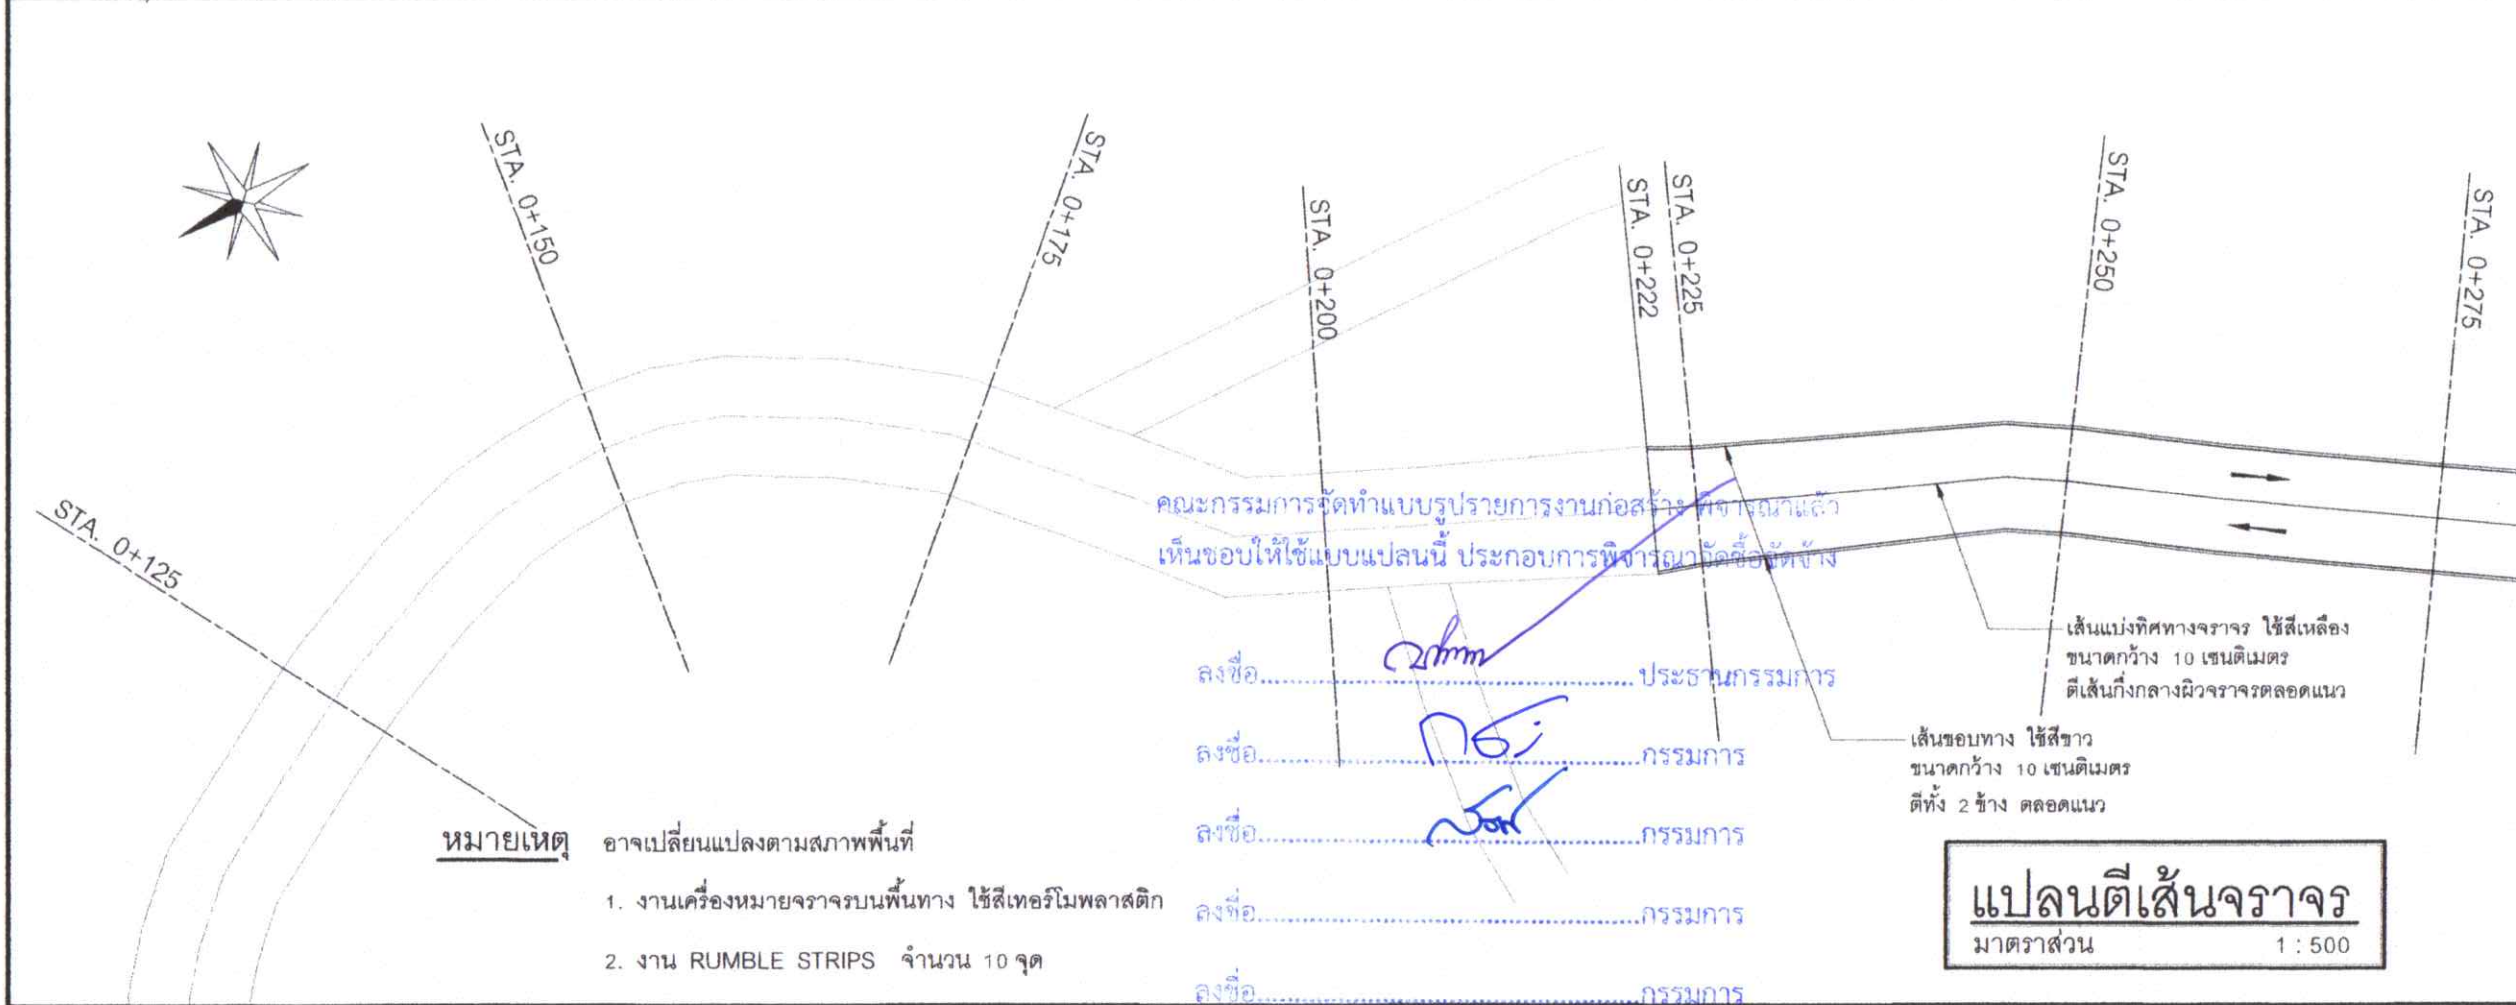 STA. 0+125
STA. 0+150
STA. 0+175
STA. 0+200
STA. 0+222
STA. 0+225
STA. 0+250
STA. 0+275
คณะกรรมการจัดทำแบบรูปรายการงานก่อสร้าง พิจารณาแล้ว
เห็นชอบให้ใช้แบบแปลนนี้ ประกอบการพิจารณาจัดซื้อจัดจ้าง
ลงชื่อ..............................ประธานกรรมการ
ลงชื่อ..............................กรรมการ
ลงชื่อ..............................กรรมการ
ลงชื่อ..............................กรรมการ
ลงชื่อ..............................กรรมการ
เส้นแบ่งทิศทางจราจร ใช้สีเหลือง
ขนาดกว้าง 10 เซนติเมตร
ตีเส้นกึ่งกลางผิวจราจรตลอดแนว
เส้นขอบทาง ใช้สีขาว
ขนาดกว้าง 10 เซนติเมตร
ตีทั้ง 2 ข้าง ตลอดแนว
หมายเหตุ อาจเปลี่ยนแปลงตามสภาพพื้นที่
1. งานเครื่องหมายจราจรบนพื้นทาง ใช้สีเทอร์โมพลาสติก
2. งาน RUMBLE STRIPS จำนวน 10 จุด
แปลนตีเส้นจราจร
มาตราส่วน 1 : 500